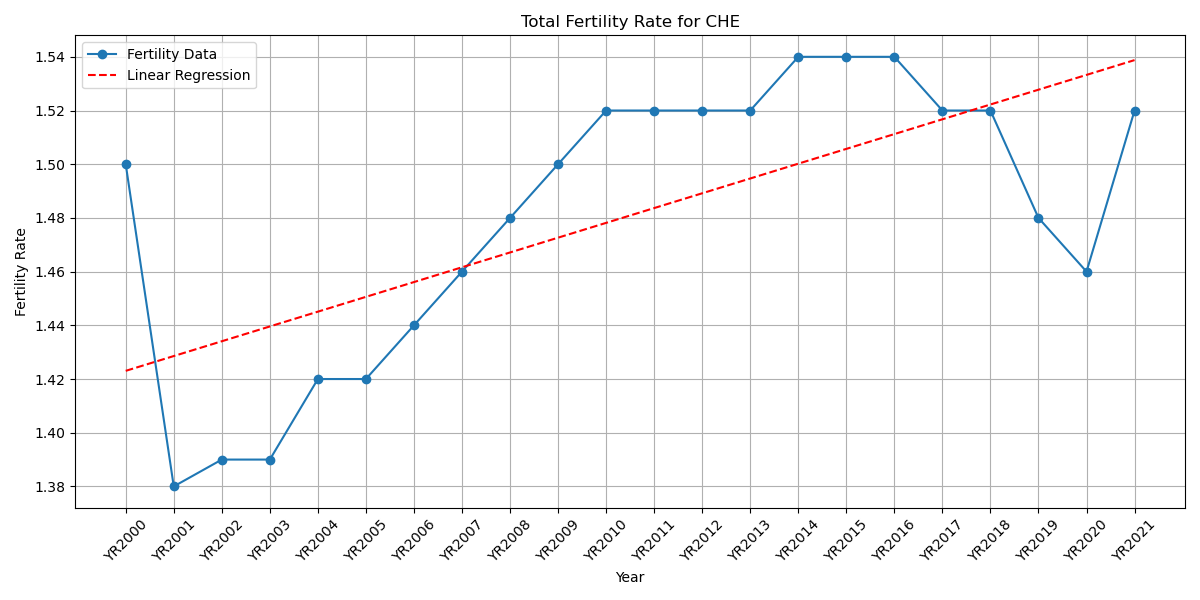 Total Fertility Rate for CHE
Fertility Data
Linear Regression
Fertility Rate
1.54
1.52
1.50
1.48
1.46
1.44
1.42
1.40
1.38
YR2000
YR2001
YR2002
YR2003
YR2004
YR2005
YR2006
YR2007
YR2008
YR2009
YR2010
YR2011
YR2012
YR2013
YR2014
YR2015
YR2016
YR2017
YR2018
YR2019
YR2020
YR2021
Year